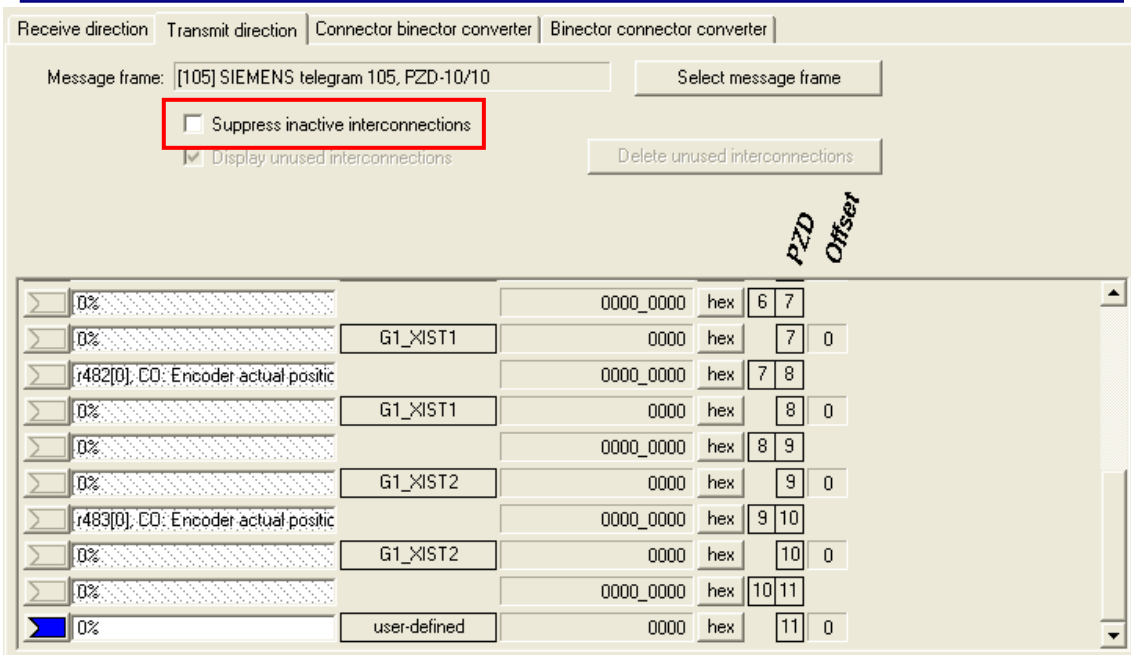 Receive direction Transmit direction Connector binector converter Binector connector converter
Message frame: [105] SIEMENS telegram 105, PZD-10/10 Select message frame
Suppress inactive interconnections
Display unused interconnections Delete unused interconnections
PZD Offset
0% 0000_0000 hex 6 7
0% G1_XIST1 0000 hex 7 0
r482[0], CO: Encoder actual positic 0000_0000 hex 7 8
0% G1_XIST1 0000 hex 8 0
0% 0000_0000 hex 8 9
0% G1_XIST2 0000 hex 9 0
r483[0], CO: Encoder actual positic 0000_0000 hex 9 10
0% G1_XIST2 0000 hex 10 0
0% 0000_0000 hex 10 11
0% user-defined 0000 hex 11 0